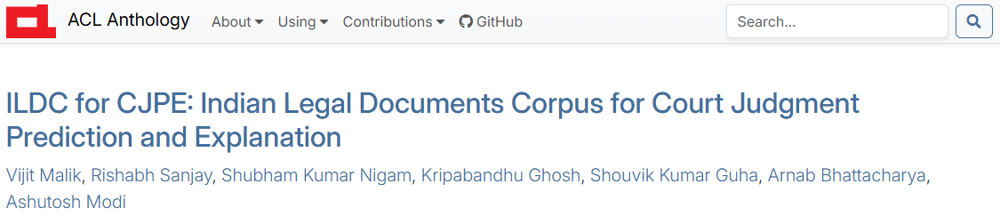 ACL Anthology About Using Contributions GitHub Search...
ILDC for CJPE: Indian Legal Documents Corpus for Court Judgment
Prediction and Explanation
Vijit Malik, Rishabh Sanjay, Shubham Kumar Nigam, Kripabandhu Ghosh, Shouvik Kumar Guha, Arnab Bhattacharya,
Ashutosh Modi